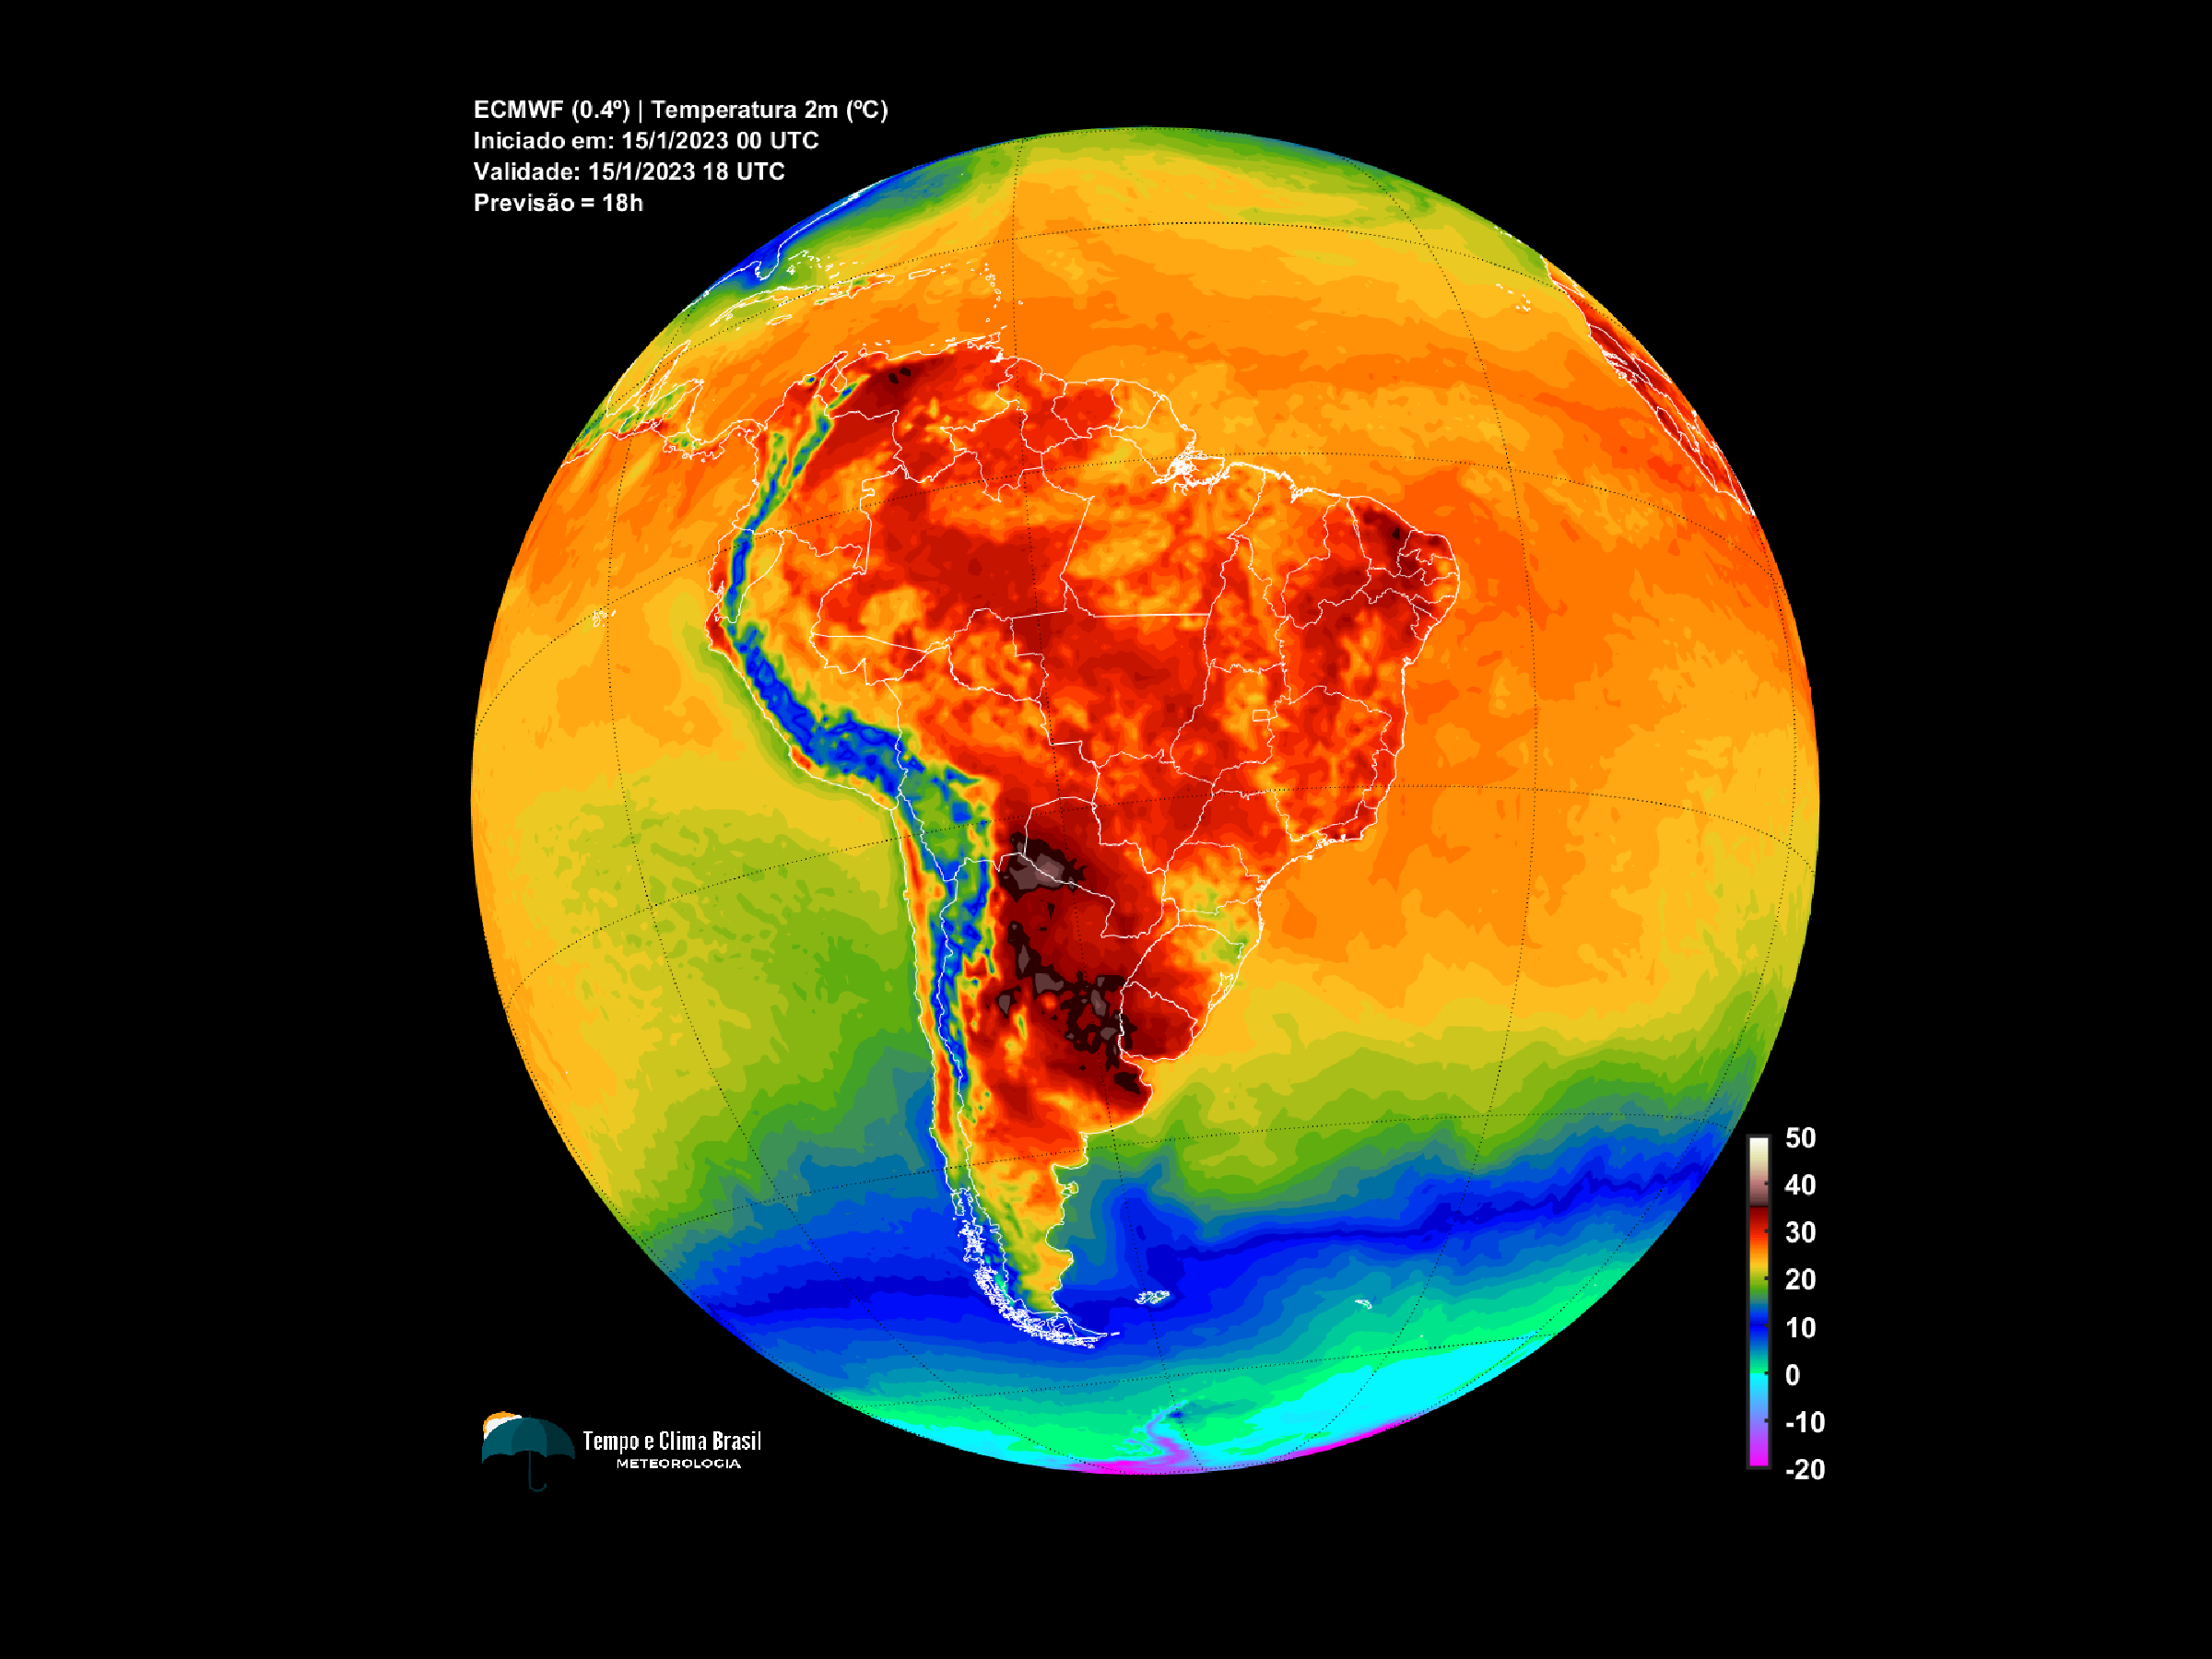 ECMWF (0.4º) | Temperatura 2m (ºC)
Iniciado em: 15/1/2023 00 UTC
Validade: 15/1/2023 18 UTC
Previsão = 18h
50
40
30
20
10
0
-10
-20
Tempo e Clima Brasil
METEOROLOGIA